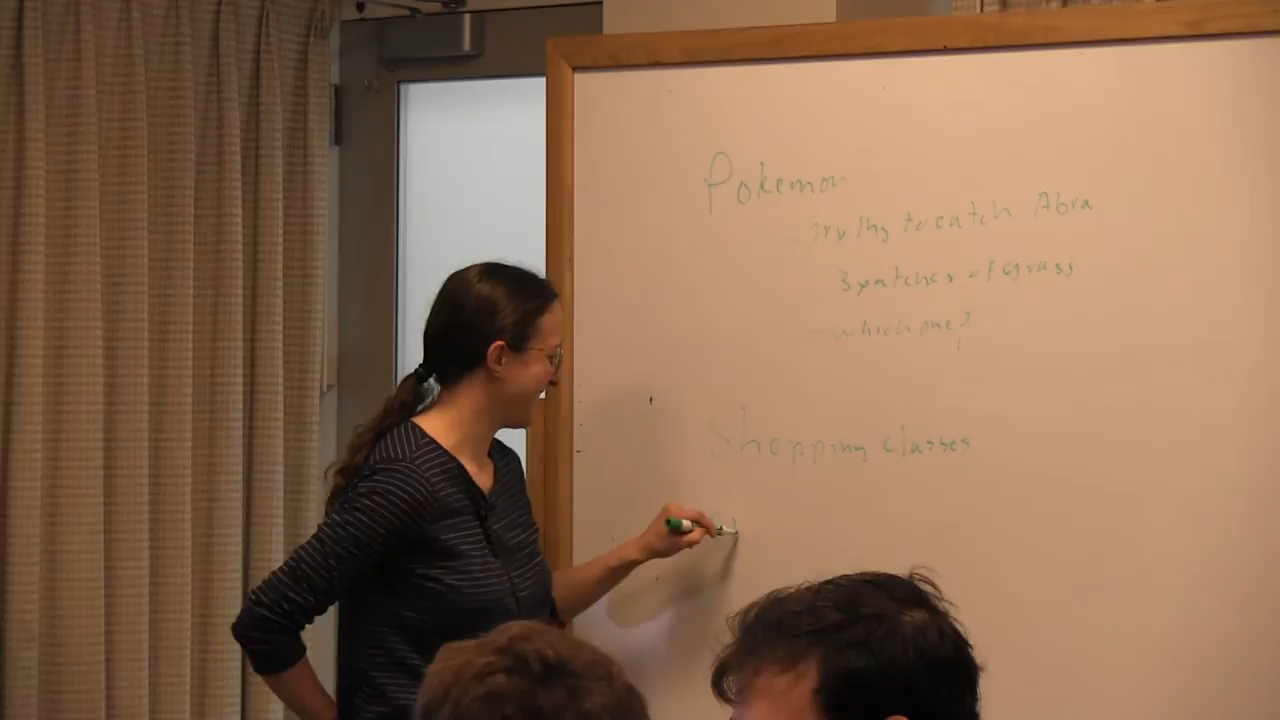 Pokemon
- Trying to catch Abra
3 patches of grass
- which one?
Shopping classes